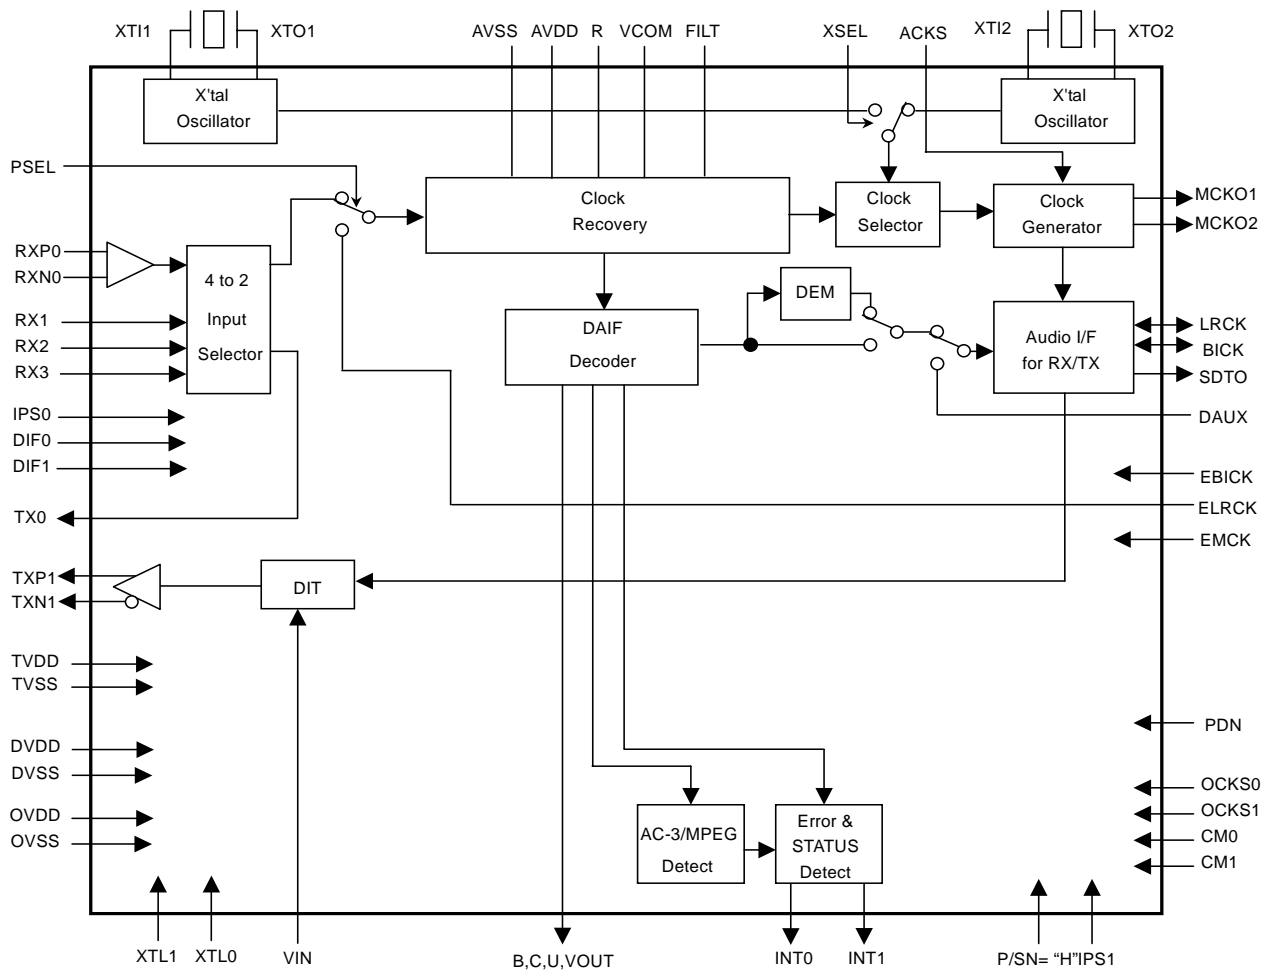 XTI1
XTO1
AVSS
AVDD
R
VCOM
FILT
XSEL
ACKS
XTI2
XTO2
X'tal
Oscillator
X'tal
Oscillator
PSEL
Clock
Recovery
Clock
Selector
Clock
Generator
MCKO1
MCKO2
RXP0
RXN0
4 to 2
Input
Selector
RX1
RX2
RX3
DEM
DAIF
Decoder
Audio I/F
for RX/TX
LRCK
BICK
SDTO
DAUX
IPS0
DIF0
DIF1
EBICK
ELRCK
EMCK
TX0
TXP1
TXN1
DIT
TVDD
TVSS
DVDD
DVSS
OVDD
OVSS
PDN
OCKS0
OCKS1
CM0
CM1
AC-3/MPEG
Detect
Error &
STATUS
Detect
XTL1
XTL0
VIN
B,C,U,VOUT
INT0
INT1
P/SN= “H”
IPS1